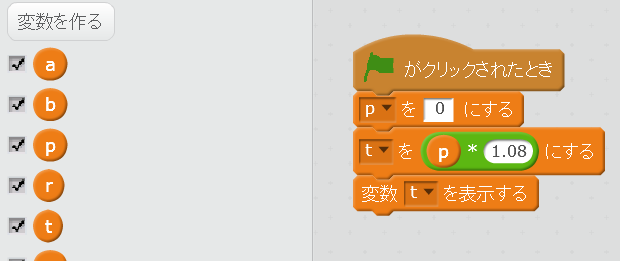 変数を作る
a
b
p
r
t
がクリックされたとき
p を 0 にする
t を p * 1.08 にする
変数 t を表示する